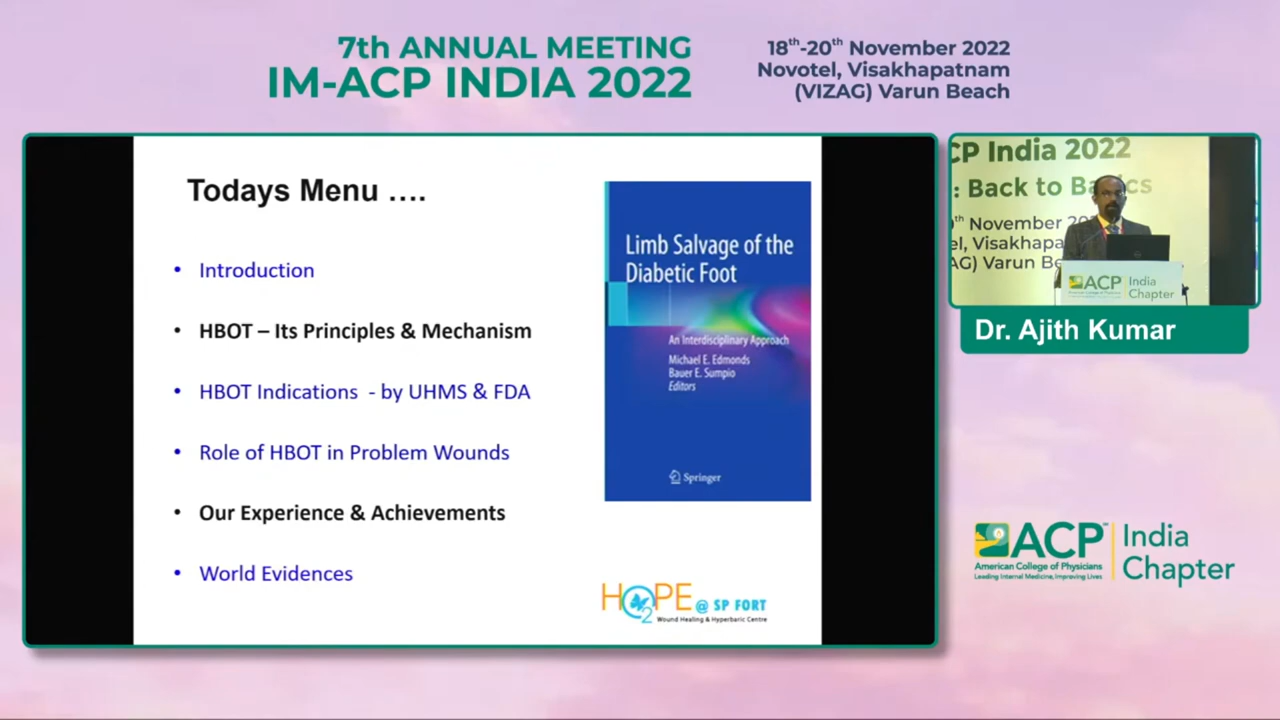 7th ANNUAL MEETING
IM-ACP INDIA 2022
18th-20th November 2022
Novotel, Visakhapatnam
(VIZAG) Varun Beach
Todays Menu ….
• Introduction
• HBOT – Its Principles & Mechanism
• HBOT Indications - by UHMS & FDA
• Role of HBOT in Problem Wounds
• Our Experience & Achievements
• World Evidences
Limb Salvage of the
Diabetic Foot
An Interdisciplinary Approach
Michael E. Edmonds
Bauer E. Sumpio
Editors
Springer
HO2PE @ SP FORT
Wound Healing & Hyperbaric Centre
CP India 2022
: Back to Ba cs
th November 20
el, Visakhapa
AG) Varun Be
ACP India
Chapter
Dr. Ajith Kumar
ACP India
Chapter
American College of Physicians
Leading Internal Medicine, Improving Lives